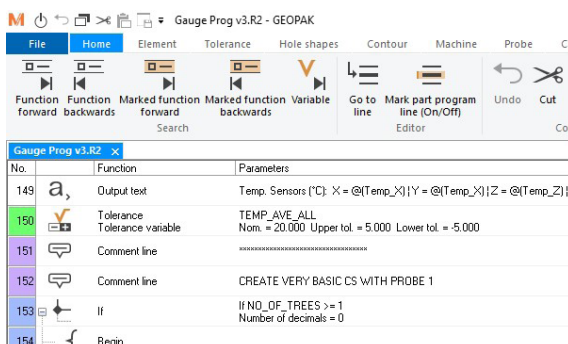 Gauge Prog v3.R2 - GEOPAK
File Home Element Tolerance Hole shapes Contour Machine Probe C
Function forward Function backwards Marked function forward Marked function backwards Variable Go to line Mark part program line (On/Off) Undo Cut
Search Editor Co
Gauge Prog v3.R2 x
No. Function Parameters
149 a, Output text Temp. Sensors (°C): X = @(Temp_X)¦Y = @(Temp_X)¦Z = @(Temp_Z)¦
150 Tolerance TEMP_AVE_ALL
Tolerance variable Nom. = 20.000 Upper tol. = 5.000 Lower tol. = -5.000
151 Comment line
152 Comment line CREATE VERY BASIC CS WITH PROBE 1
153 If If NO_OF_TREES >= 1
Number of decimals = 0
154 Begin